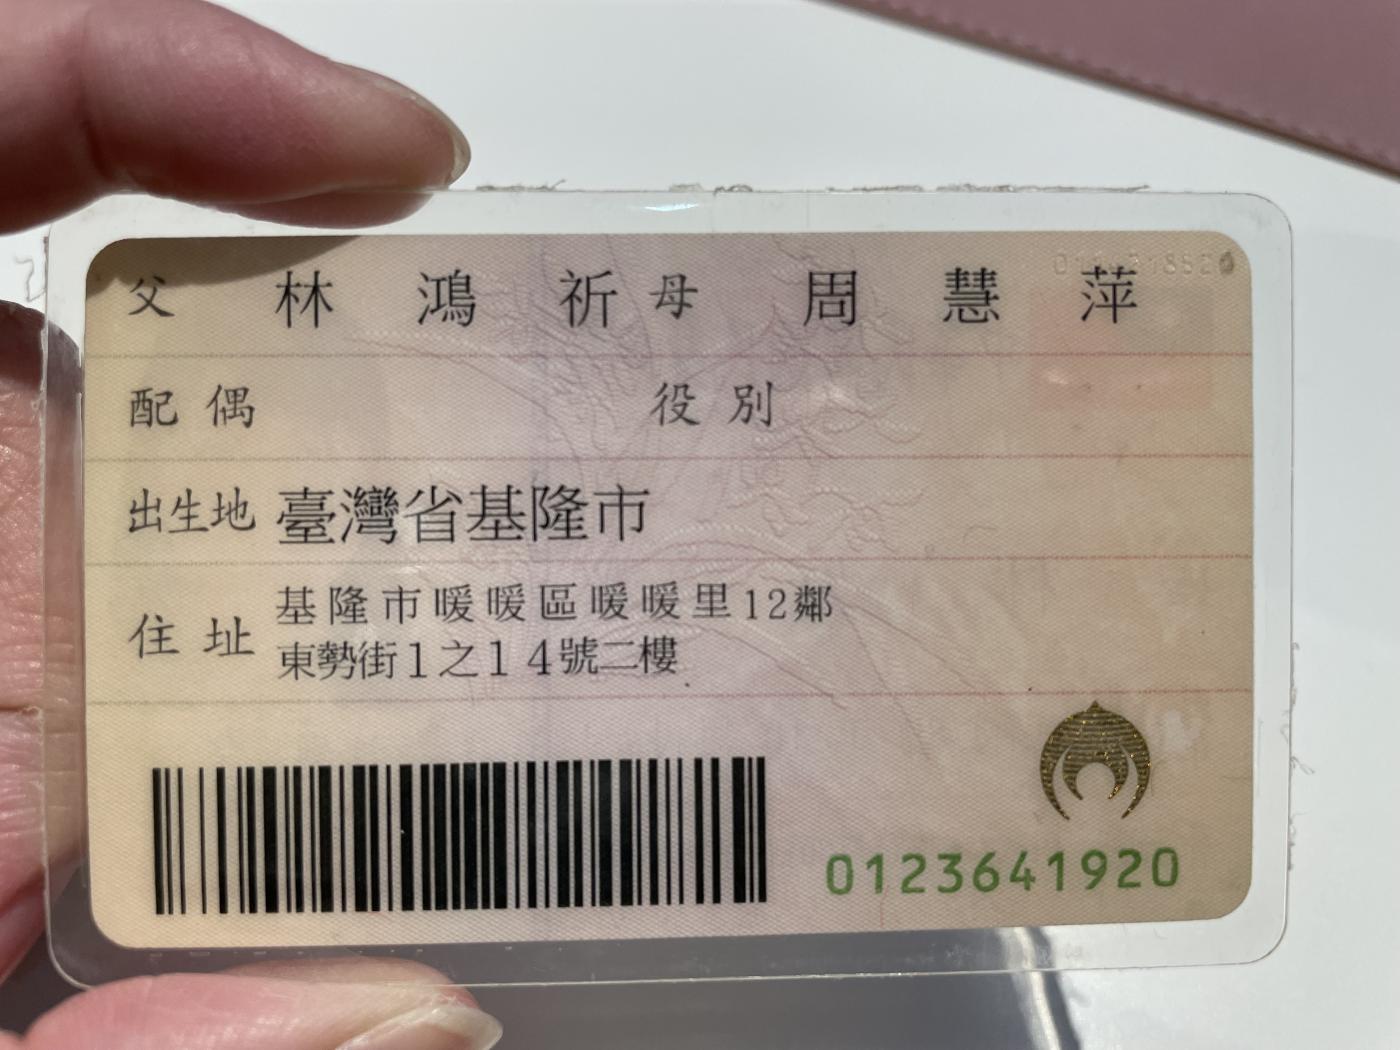 父 林鴻祈 母 周慧萍
配偶 役別
出生地 臺灣省基隆市
住址 基隆市暖暖區暖暖里12鄰
東勢街1之14號二樓
0123641920